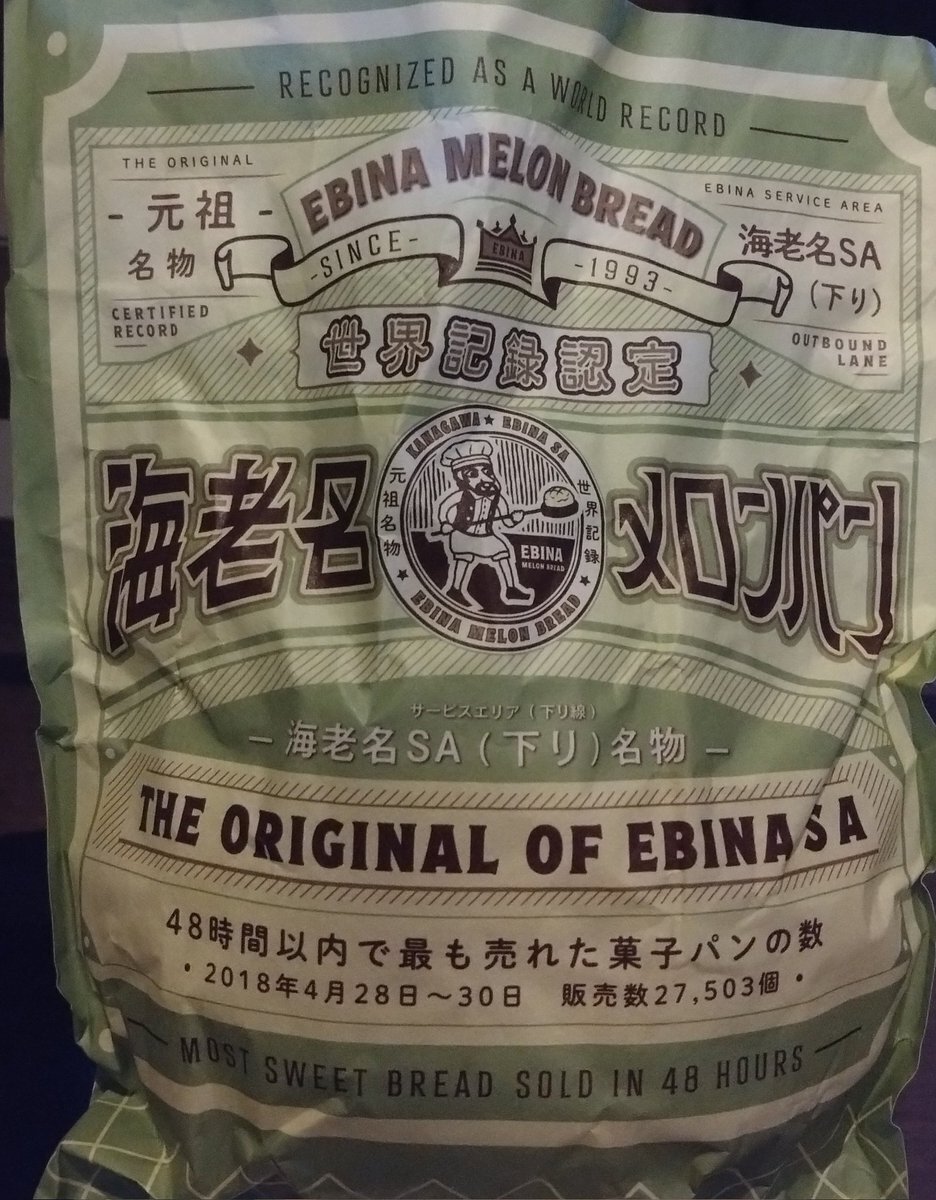 RECOGNIZED AS A WORLD RECORD
THE ORIGINAL
- 元祖 -
名物
CERTIFIED
RECORD
EBINA MELON BREAD
-SINCE-
EBINA
-1993-
EBINA SERVICE AREA
海老名SA
(下り)
OUTBOUND
LANE
世界記録認定
海老名
KANAGAWA ★ EBINA SA
元祖名物
世界記録
EBINA
MELON BREAD
★ EBINA MELON BREAD ★
メロンパン
サービスエリア (下り線)
— 海老名SA (下り) 名物 —
THE ORIGINAL OF EBINA SA
48時間以内で最も売れた菓子パンの数
・2018年4月28日〜30日 販売数27,503個・
MOST SWEET BREAD SOLD IN 48 HOURS